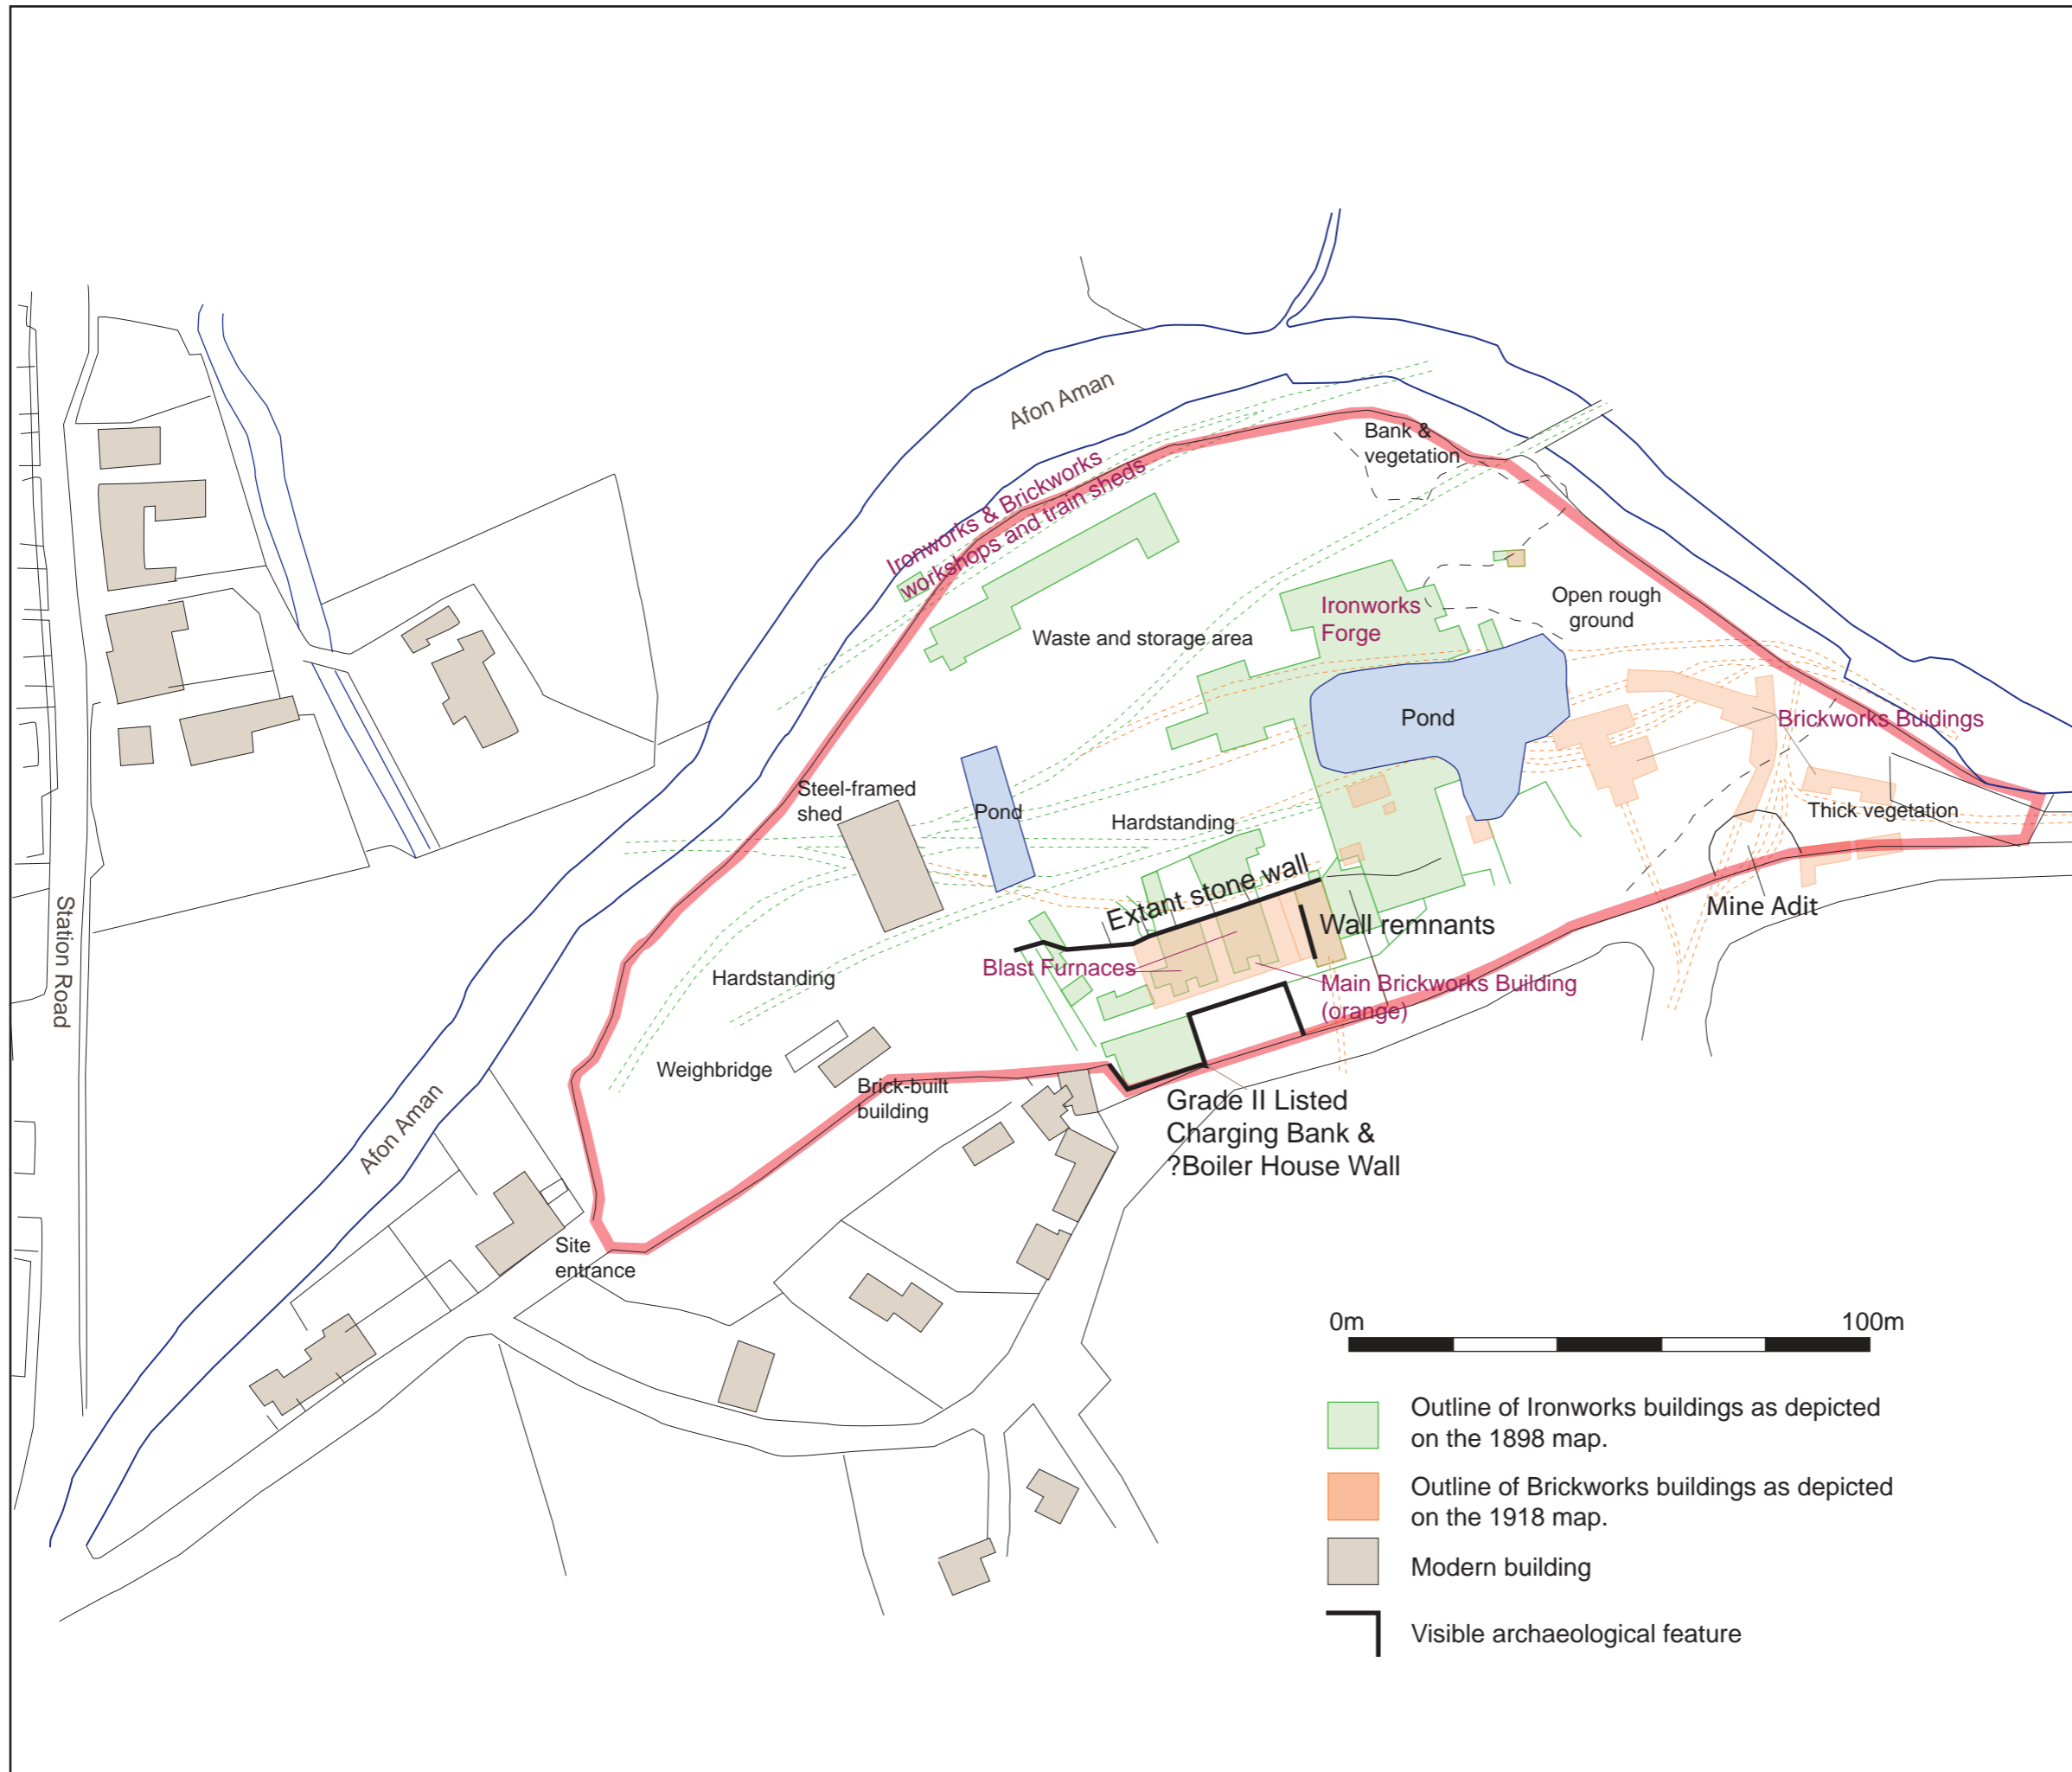 Afon Aman
Bank &
vegetation
Ironworks & Brickworks
workshops and train sheds
Ironworks
Forge
Open rough
ground
Waste and storage area
Pond
Brickworks Buidings
Steel-framed
shed
Pond
Hardstanding
Thick vegetation
Extant stone wall
Station Road
Mine Adit
Wall remnants
Blast Furnaces
Hardstanding
Main Brickworks Building
(orange)
Weighbridge
Brick-built
building
Afon Aman
Grade II Listed
Charging Bank &
?Boiler House Wall
Site
entrance
0m 100m
Outline of Ironworks buildings as depicted
on the 1898 map.
Outline of Brickworks buildings as depicted
on the 1918 map.
Modern building
Visible archaeological feature